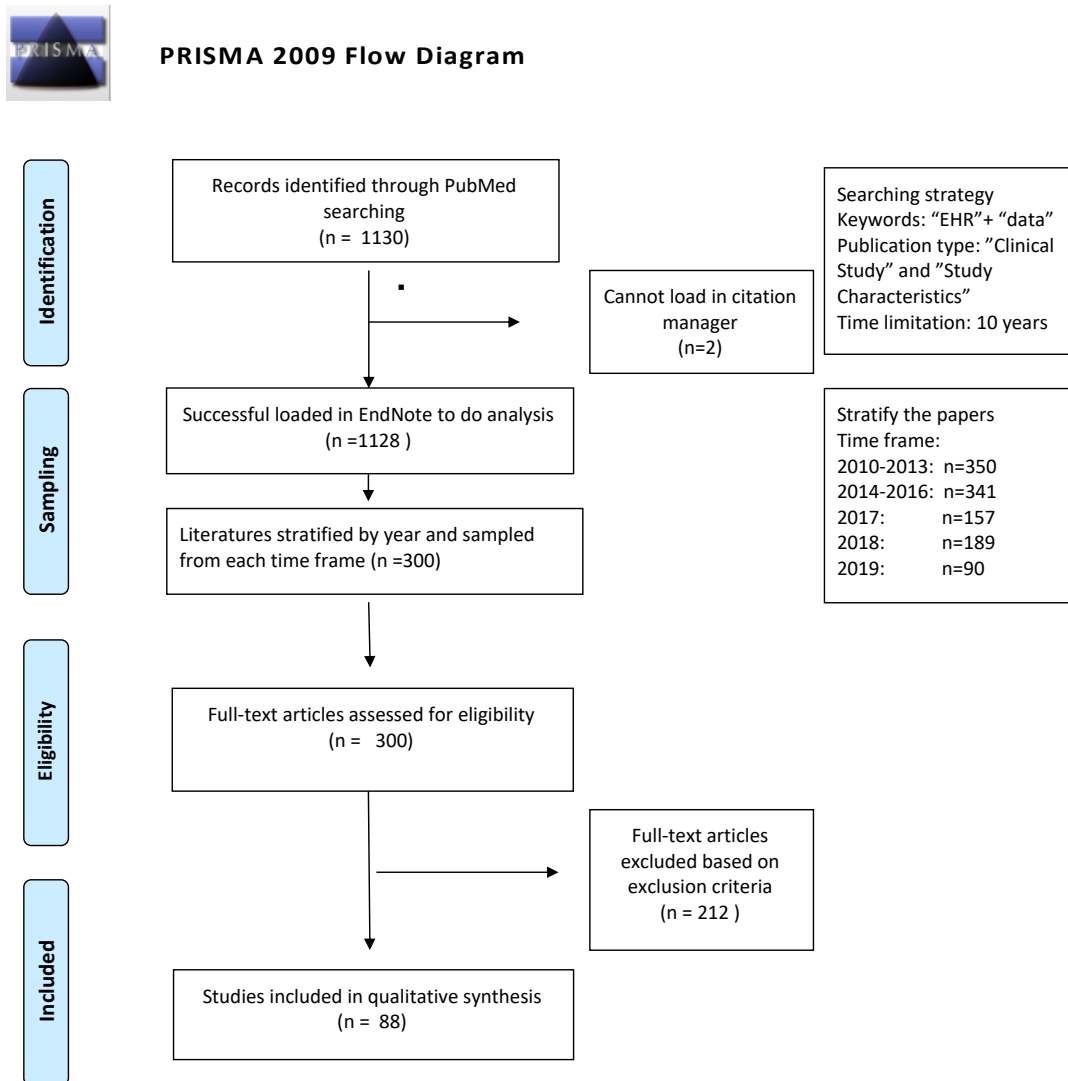 PRISMA
PRISMA 2009 Flow Diagram
Identification
Records identified through PubMed
searching
(n = 1130)
Searching strategy
Keywords: “EHR”+ “data”
Publication type: ”Clinical
Study” and ”Study
Characteristics”
Time limitation: 10 years
Cannot load in citation
manager
(n=2)
Sampling
Successful loaded in EndNote to do analysis
(n =1128 )
Stratify the papers
Time frame:
2010-2013: n=350
2014-2016: n=341
2017: n=157
2018: n=189
2019: n=90
Literatures stratified by year and sampled
from each time frame (n =300)
Eligibility
Full-text articles assessed for eligibility
(n = 300)
Full-text articles
excluded based on
exclusion criteria
(n = 212 )
Included
Studies included in qualitative synthesis
(n = 88)